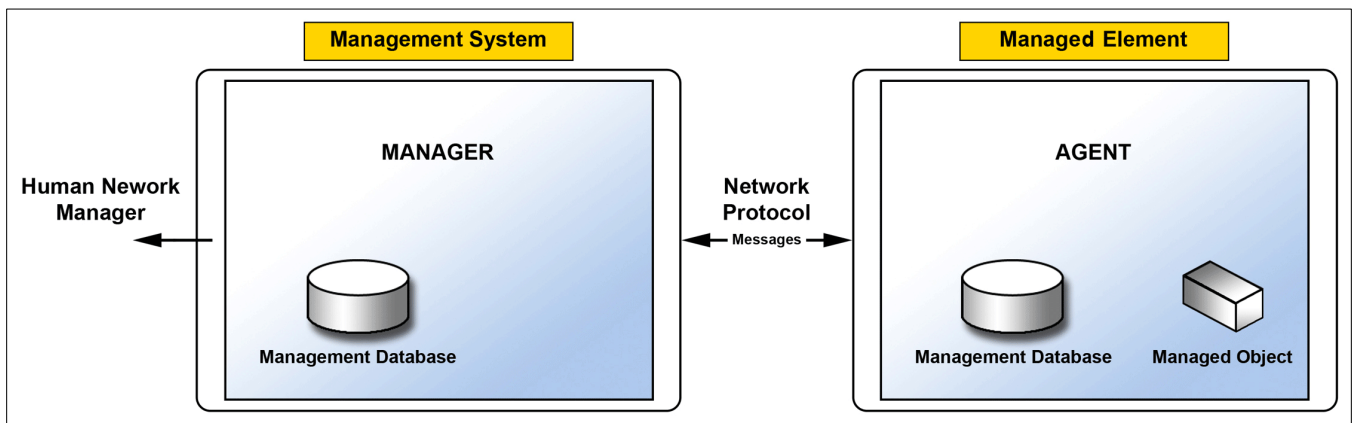 Management System
Managed Element
MANAGER
AGENT
Human Nework
Manager
Network
Protocol
Messages
Management Database
Management Database
Managed Object